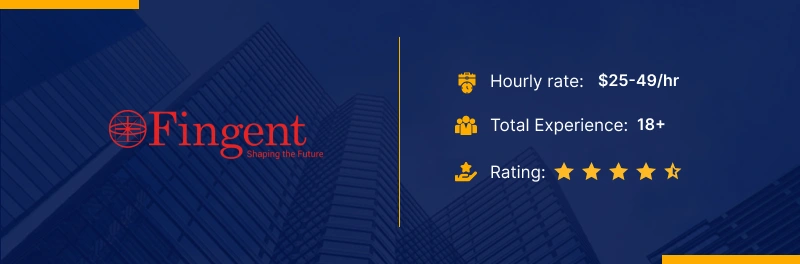 Fingent
Shaping the Future
Hourly rate: $25-49/hr
Total Experience: 18+
Rating: